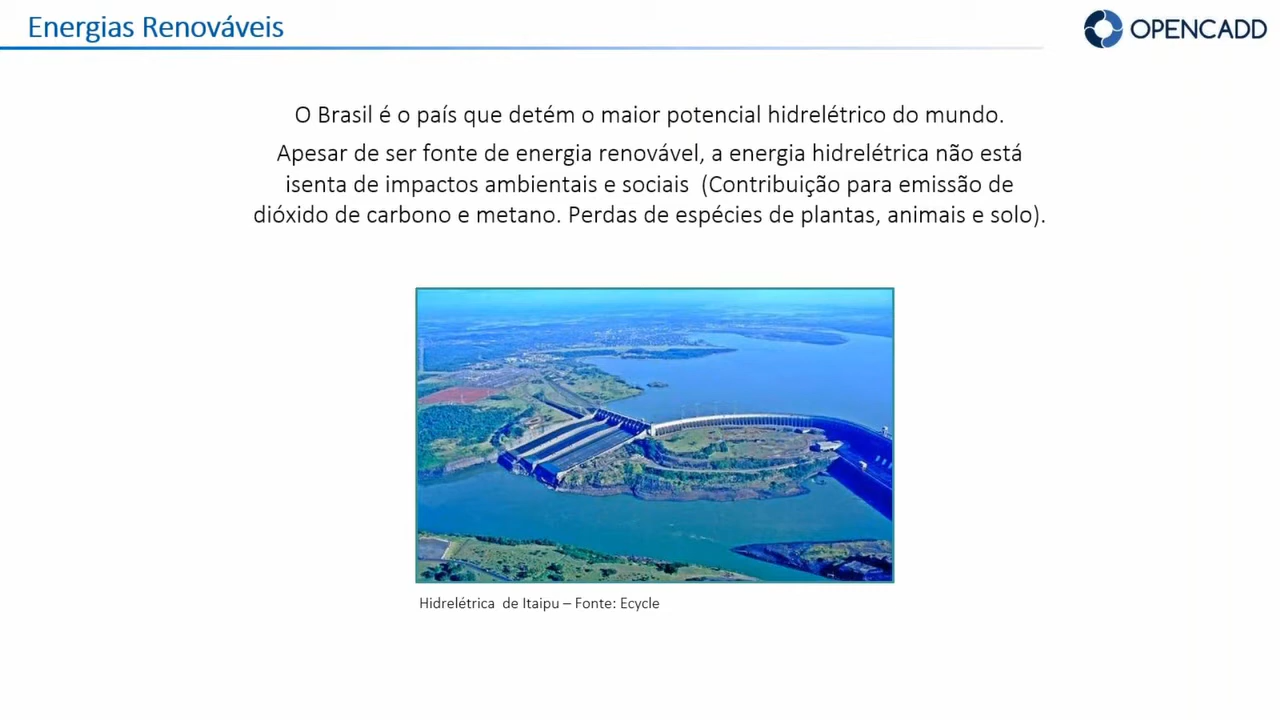 Energias Renováveis
OPENCADD
O Brasil é o país que detém o maior potencial hidrelétrico do mundo.
Apesar de ser fonte de energia renovável, a energia hidrelétrica não está
isenta de impactos ambientais e sociais  (Contribuição para emissão de
dióxido de carbono e metano. Perdas de espécies de plantas, animais e solo).
Hidrelétrica  de Itaipu – Fonte: Ecycle